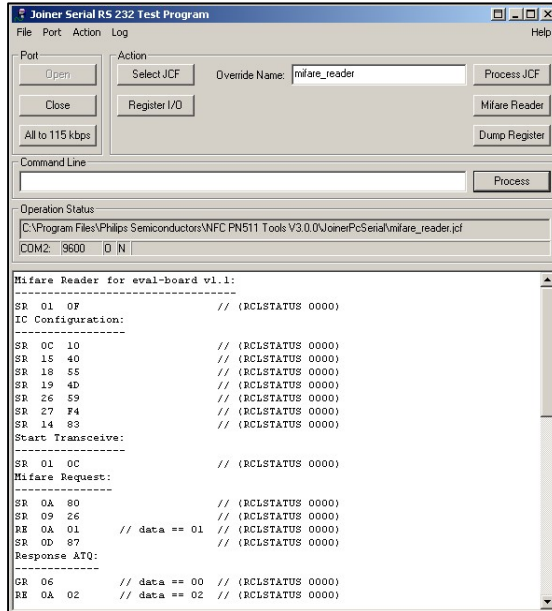 Joiner Serial RS 232 Test Program
File Port Action Log Help
Port Action
Open Select JCF Override Name: mifare_reader Process JCF
Close Register I/O Mifare Reader
All to 115 kbps Dump Register
Command Line
Process
Operation Status
C:\Program Files\Philips Semiconductors\NFC PN511 Tools V3.0.0\JoinerPcSerial\mifare_reader.jcf
COM2: 9600 O N
Mifare Reader for eval-board v1.1:
------------------------------------
SR 01 0F // (RCLSTATUS 0000)
IC Configuration:
------------------
SR 0C 10 // (RCLSTATUS 0000)
SR 15 40 // (RCLSTATUS 0000)
SR 18 55 // (RCLSTATUS 0000)
SR 19 4D // (RCLSTATUS 0000)
SR 26 59 // (RCLSTATUS 0000)
SR 27 F4 // (RCLSTATUS 0000)
SR 14 83 // (RCLSTATUS 0000)
Start Transceive:
------------------
SR 01 0C // (RCLSTATUS 0000)
Mifare Request:
----------------
SR 0A 80 // (RCLSTATUS 0000)
SR 09 26 // (RCLSTATUS 0000)
RE 0A 01 // data == 01 // (RCLSTATUS 0000)
SR 0D 87 // (RCLSTATUS 0000)
Response ATQ:
--------------
GR 06 // data == 00 // (RCLSTATUS 0000)
RE 0A 02 // data == 02 // (RCLSTATUS 0000)